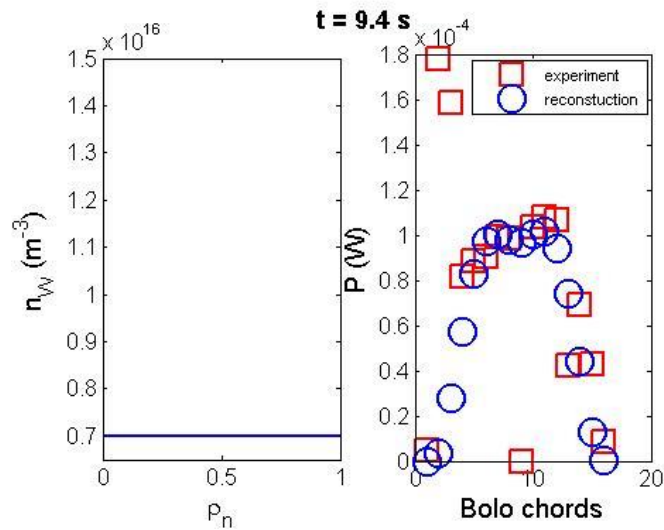 t = 9.4 s
x 10^16
1.5
1.4
1.3
1.2
1.1
1
0.9
0.8
0.7
0
0.5
1
n_W (m^-3)
ρ_n
x 10^-4
1.8
1.6
1.4
1.2
1
0.8
0.6
0.4
0.2
0
0
10
20
P (W)
Bolo chords
experiment
reconstuction